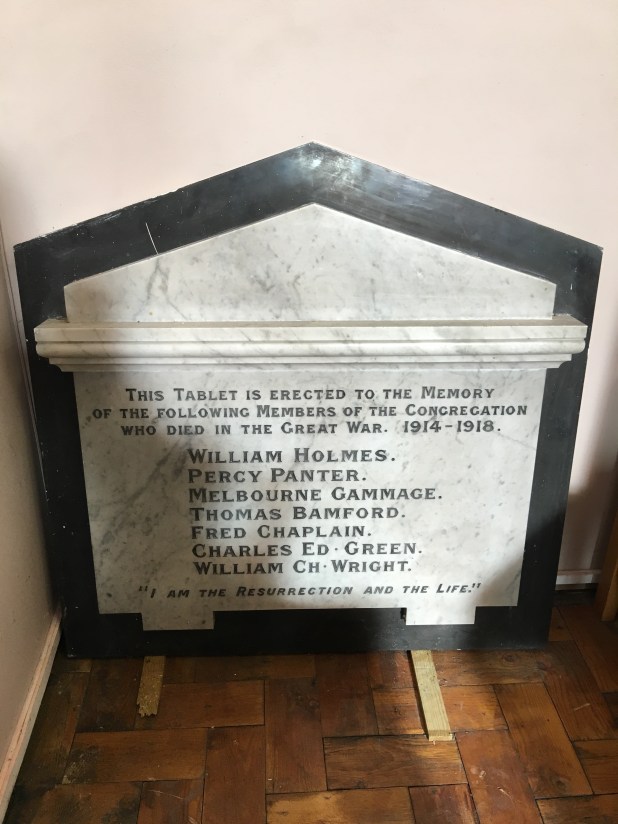 This Tablet is erected to the Memory
of the following Members of the Congregation
who died in the Great War. 1914-1918.
William Holmes.
Percy Panter.
Melbourne Gammage.
Thomas Bamford.
Fred Chaplain.
Charles Ed· Green.
William Ch· Wright.
"I am the Resurrection and the Life."